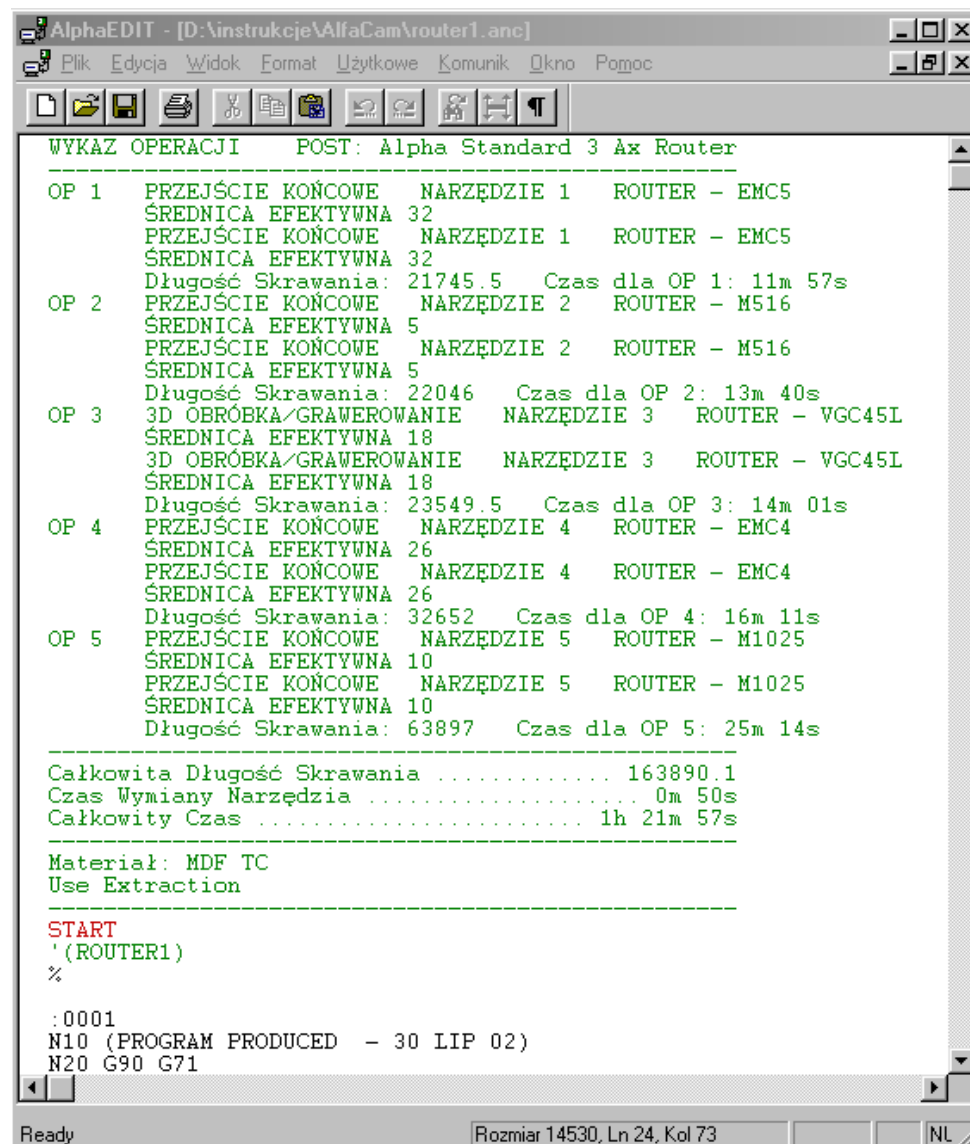 AlphaEDIT - [D:\instrukcje\AlfaCam\router1.anc]
Plik Edycja Widok Format Użytkowe Komunik Okno Pomoc
WYKAZ OPERACJI POST: Alpha Standard 3 Ax Router
OP 1 PRZEJŚCIE KOŃCOWE NARZĘDZIE 1 ROUTER - EMC5
ŚREDNICA EFEKTYWNA 32
PRZEJŚCIE KOŃCOWE NARZĘDZIE 1 ROUTER - EMC5
ŚREDNICA EFEKTYWNA 32
Długość Skrawania: 21745.5 Czas dla OP 1: 11m 57s
OP 2 PRZEJŚCIE KOŃCOWE NARZĘDZIE 2 ROUTER - M516
ŚREDNICA EFEKTYWNA 5
PRZEJŚCIE KOŃCOWE NARZĘDZIE 2 ROUTER - M516
ŚREDNICA EFEKTYWNA 5
Długość Skrawania: 22046 Czas dla OP 2: 13m 40s
OP 3 3D OBRÓBKA/GRAWEROWANIE NARZĘDZIE 3 ROUTER - VGC45L
ŚREDNICA EFEKTYWNA 18
3D OBRÓBKA/GRAWEROWANIE NARZĘDZIE 3 ROUTER - VGC45L
ŚREDNICA EFEKTYWNA 18
Długość Skrawania: 23549.5 Czas dla OP 3: 14m 01s
OP 4 PRZEJŚCIE KOŃCOWE NARZĘDZIE 4 ROUTER - EMC4
ŚREDNICA EFEKTYWNA 26
PRZEJŚCIE KOŃCOWE NARZĘDZIE 4 ROUTER - EMC4
ŚREDNICA EFEKTYWNA 26
Długość Skrawania: 32652 Czas dla OP 4: 16m 11s
OP 5 PRZEJŚCIE KOŃCOWE NARZĘDZIE 5 ROUTER - M1025
ŚREDNICA EFEKTYWNA 10
PRZEJŚCIE KOŃCOWE NARZĘDZIE 5 ROUTER - M1025
ŚREDNICA EFEKTYWNA 10
Długość Skrawania: 63897 Czas dla OP 5: 25m 14s
Całkowita Długość Skrawania ............. 163890.1
Czas Wymiany Narzędzia .................... 0m 50s
Całkowity Czas ........................ 1h 21m 57s
Materiał: MDF TC
Use Extraction
START
'(ROUTER1)
%
:0001
N10 (PROGRAM PRODUCED - 30 LIP 02)
N20 G90 G71
Ready Rozmiar 14530, Ln 24, Kol 73 NL